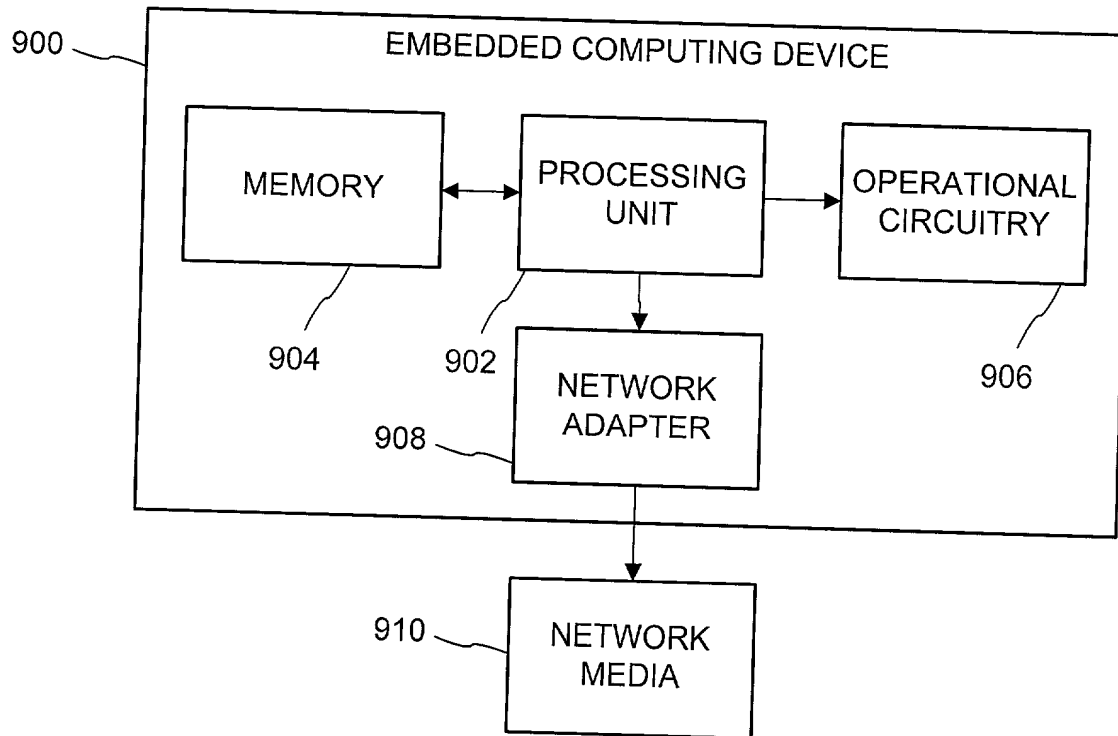 900
EMBEDDED COMPUTING DEVICE
MEMORY
PROCESSING
UNIT
OPERATIONAL
CIRCUITRY
904
902
906
NETWORK
ADAPTER
908
NETWORK
MEDIA
910